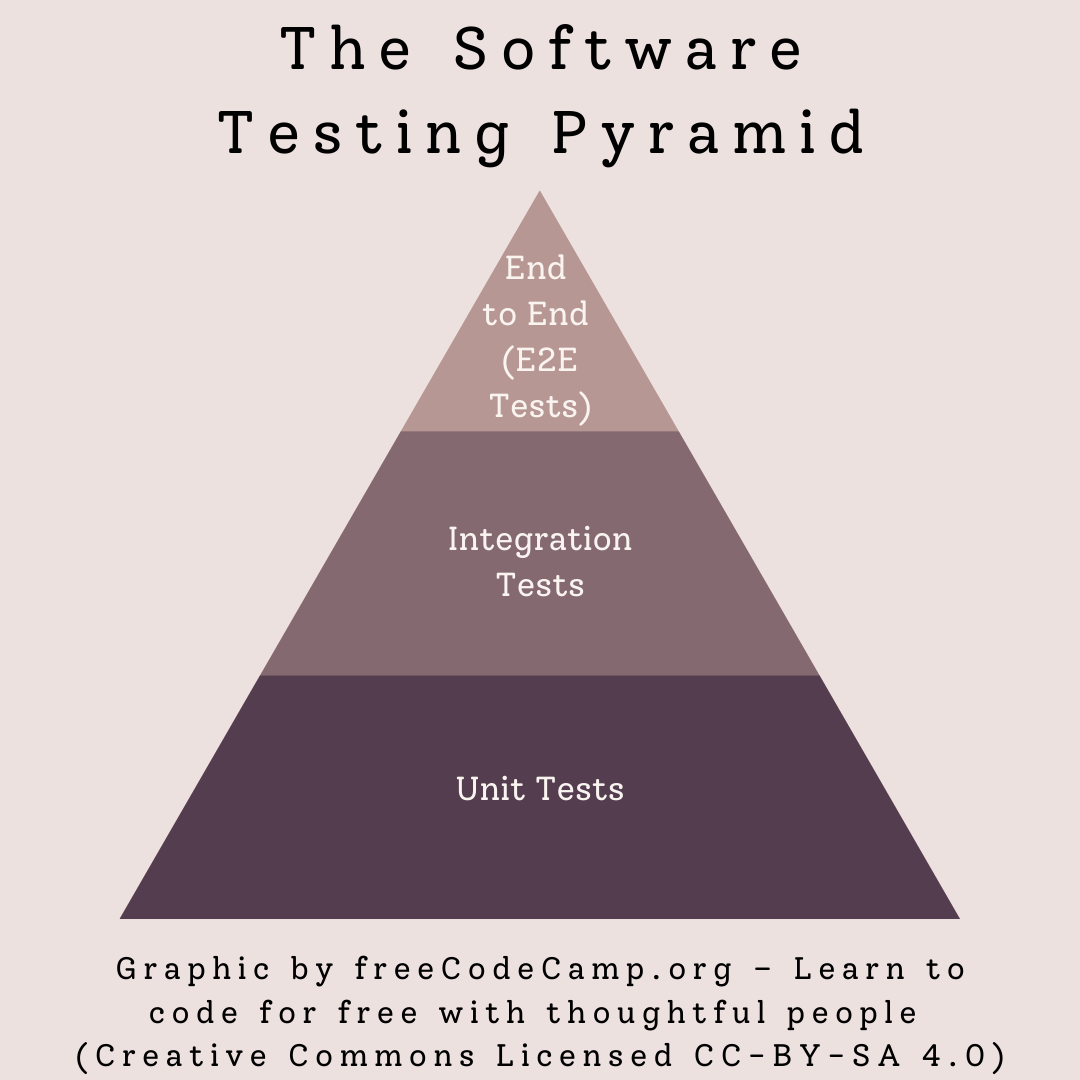 The Software
Testing Pyramid
End
to End
(E2E
Tests)
Integration
Tests
Unit Tests
Graphic by freeCodeCamp.org – Learn to
code for free with thoughtful people
(Creative Commons Licensed CC-BY-SA 4.0)